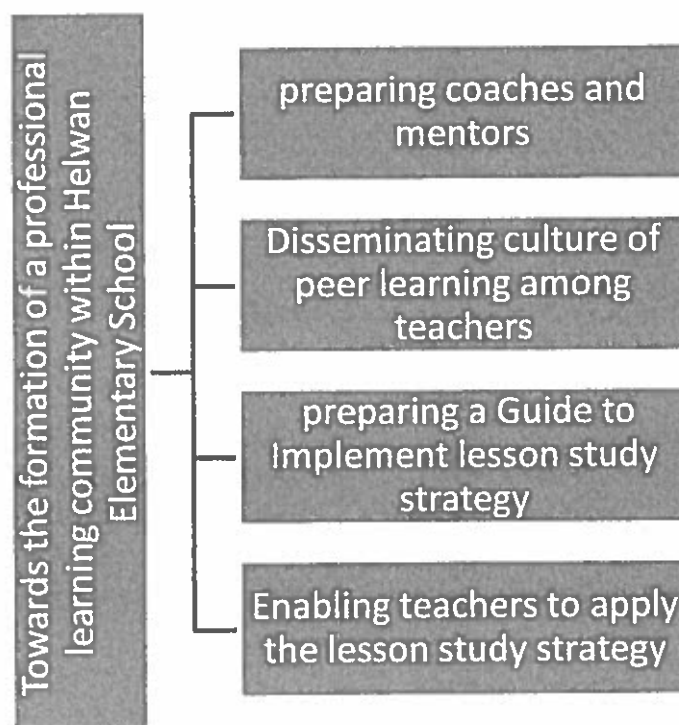 Towards the formation of a professional
learning community within Helwan
Elementary School
preparing coaches and
mentors
Disseminating culture of
peer learning among
teachers
preparing a Guide to
Implement lesson study
strategy
Enabling teachers to apply
the lesson study strategy